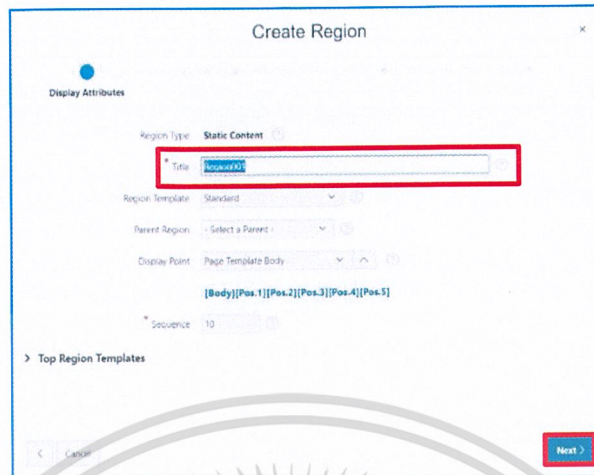 Create Region
×
Display Attributes
Region Type Static Content
* Title Region001
Region Template Standard
Parent Region - Select a Parent -
Display Point Page Template Body
[Body][Pos.1][Pos.2][Pos.3][Pos.4][Pos.5]
* Sequence 10
> Top Region Templates
< Cancel Next >